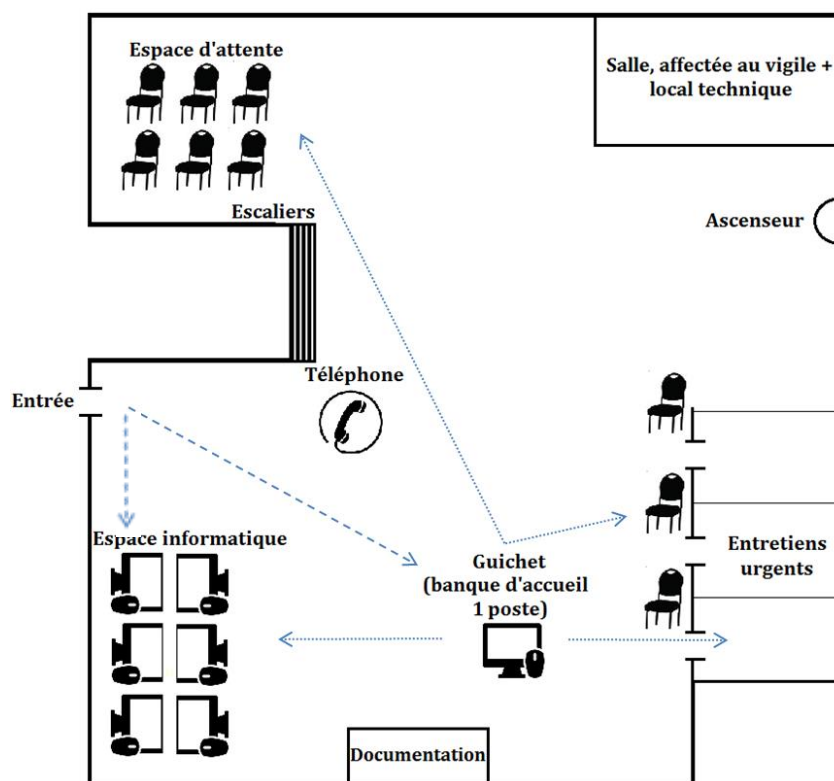 Espace d'attente
Salle, affectée au vigile +
local technique
Escaliers
Ascenseur
Téléphone
Entrée
Espace informatique
Guichet
(banque d'accueil
1 poste)
Entretiens
urgents
Documentation